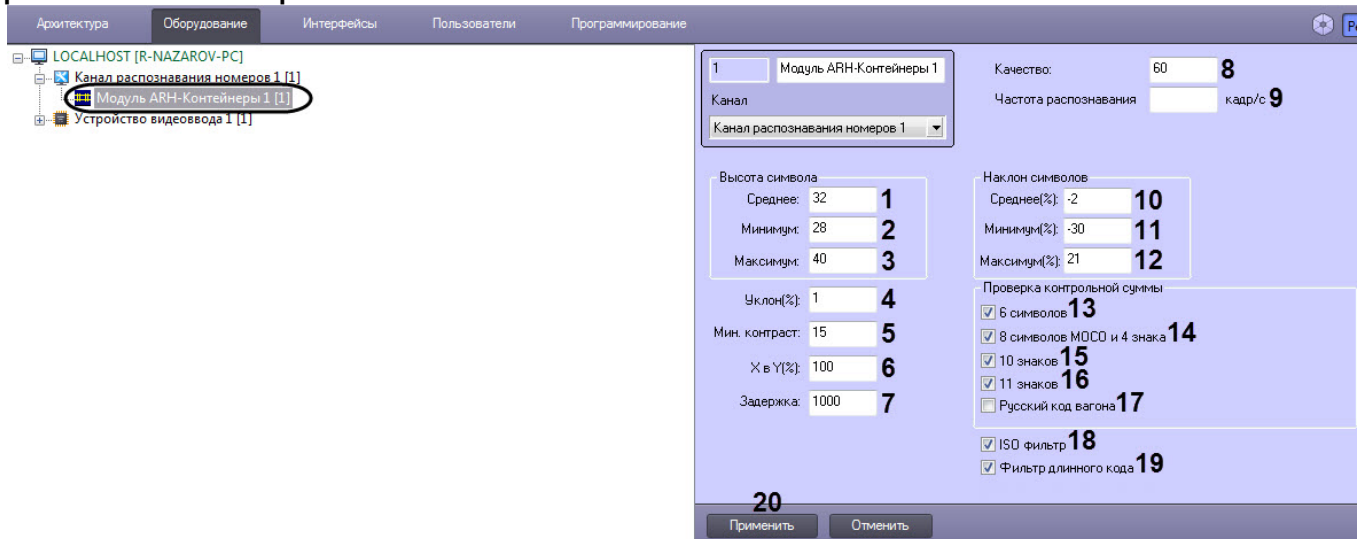 Архитектура Оборудование Интерфейсы Пользователи Программирование
LOCALHOST [R-NAZAROV-PC]
Канал распознавания номеров 1 [1]
Модуль ARH-Контейнеры 1 [1]
Устройство видеоввода 1 [1]
1 Модуль ARH-Контейнеры 1
Канал
Канал распознавания номеров 1
Качество: 60 8
Частота распознавания кадр/с 9
Высота символа
Среднее: 32 1
Минимум: 28 2
Максимум: 40 3
Уклон(%): 1 4
Мин. контраст: 15 5
X в Y(%): 100 6
Задержка: 1000 7
Наклон символов
Среднее(%): -2 10
Минимум(%): -30 11
Максимум(%): 21 12
Проверка контрольной суммы
6 символов 13
8 символов МОСО и 4 знака 14
10 знаков 15
11 знаков 16
Русский код вагона 17
ISO фильтр 18
Фильтр длинного кода 19
20
Применить Отменить